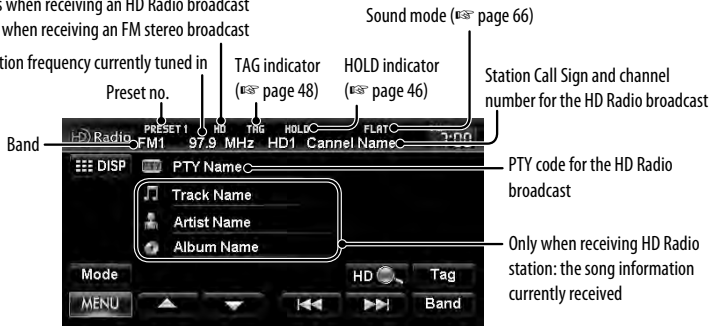 s when receiving an HD Radio broadcast
when receiving an FM stereo broadcast
tion frequency currently tuned in
Preset no.
TAG indicator
(☞ page 48)
HOLD indicator
(☞ page 46)
Sound mode (☞ page 66)
Station Call Sign and channel
number for the HD Radio broadcast
Band
HD Radio
PRESET 1 HD TAG HOLD FLAT
FM1 97.9 MHz HD1 Cannel Name
7:00
DISP
PTY PTY Name
PTY code for the HD Radio
broadcast
Track Name
Artist Name
Album Name
Only when receiving HD Radio
station: the song information
currently received
Mode
HD
Tag
MENU
Band